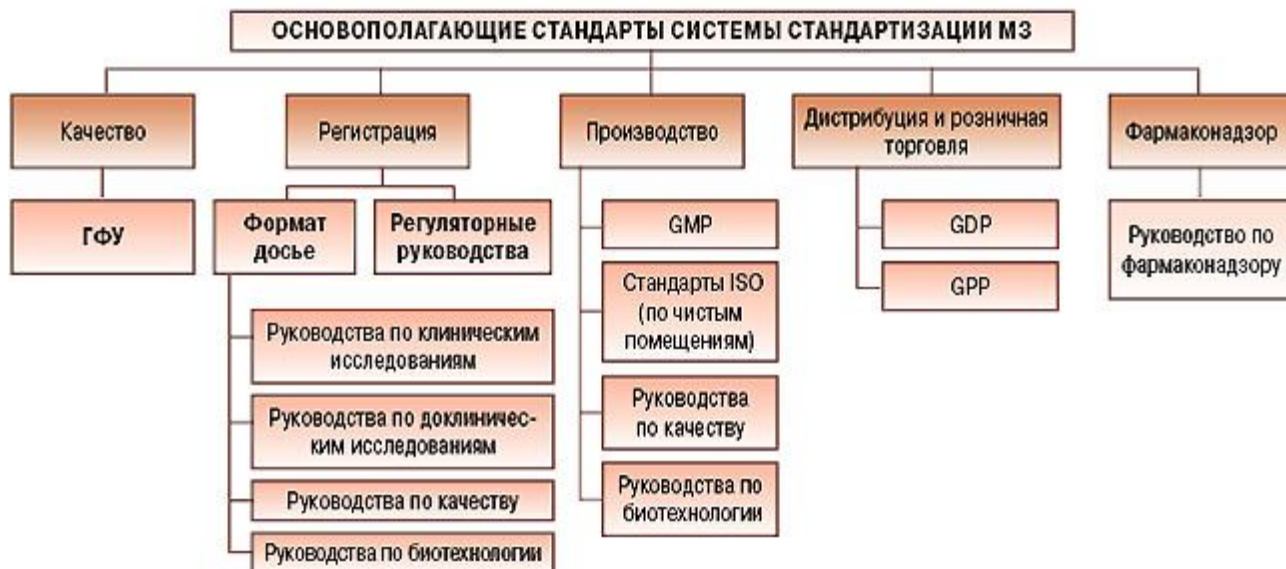 ОСНОВОПОЛАГАЮЩИЕ СТАНДАРТЫ СИСТЕМЫ СТАНДАРТИЗАЦИИ МЗ
Качество
Регистрация
Производство
Дистрибуция и розничная
торговля
Фармаконадзор
ГФУ
Формат
досье
Регуляторные
руководства
Руководства по клиническим
исследованиям
Руководства по доклиничес-
ким исследованиям
Руководства по качеству
Руководства по биотехнологии
GMP
Стандарты ISO
(по чистым
помещениям)
Руководства
по качеству
Руководства по
биотехнологии
GDP
GPP
Руководство по
фармаконадзору